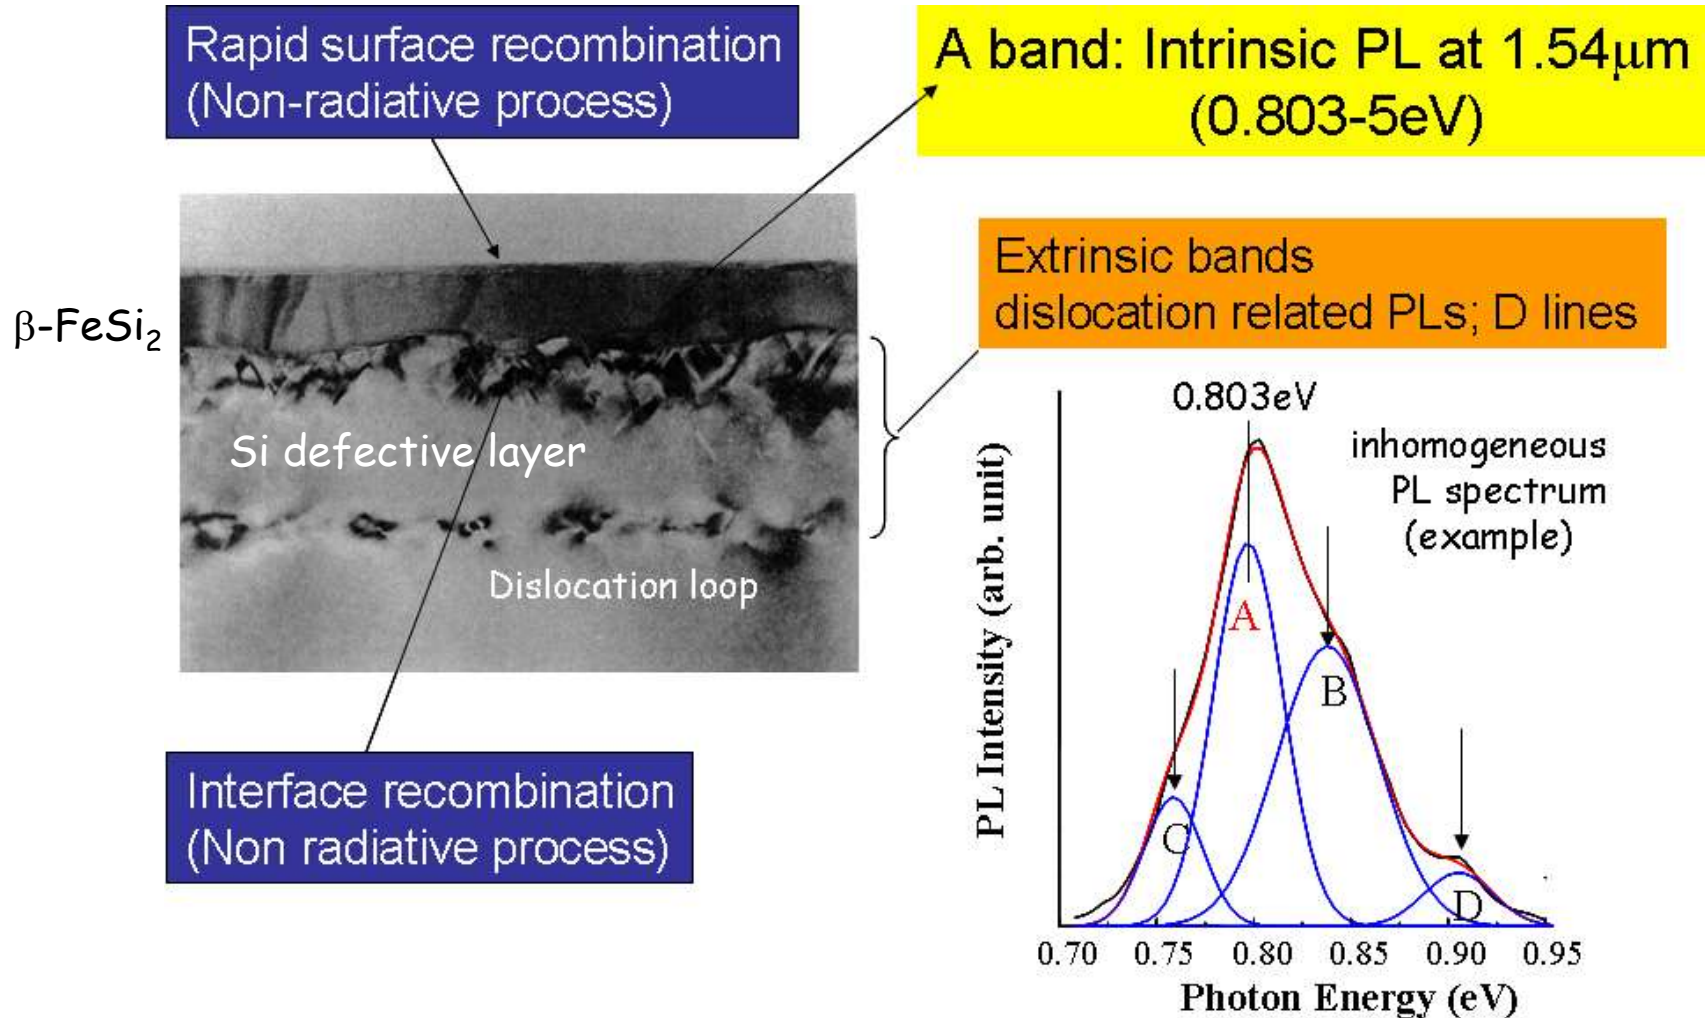 Rapid surface recombination
(Non-radiative process)
A band: Intrinsic PL at 1.54μm
(0.803-5eV)
Extrinsic bands
dislocation related PLs; D lines
β-FeSi₂
Si defective layer
Dislocation loop
Interface recombination
(Non radiative process)
0.803eV
inhomogeneous
PL spectrum
(example)
A
B
C
D
PL Intensity (arb. unit)
0.70 0.75 0.80 0.85 0.90 0.95
Photon Energy (eV)